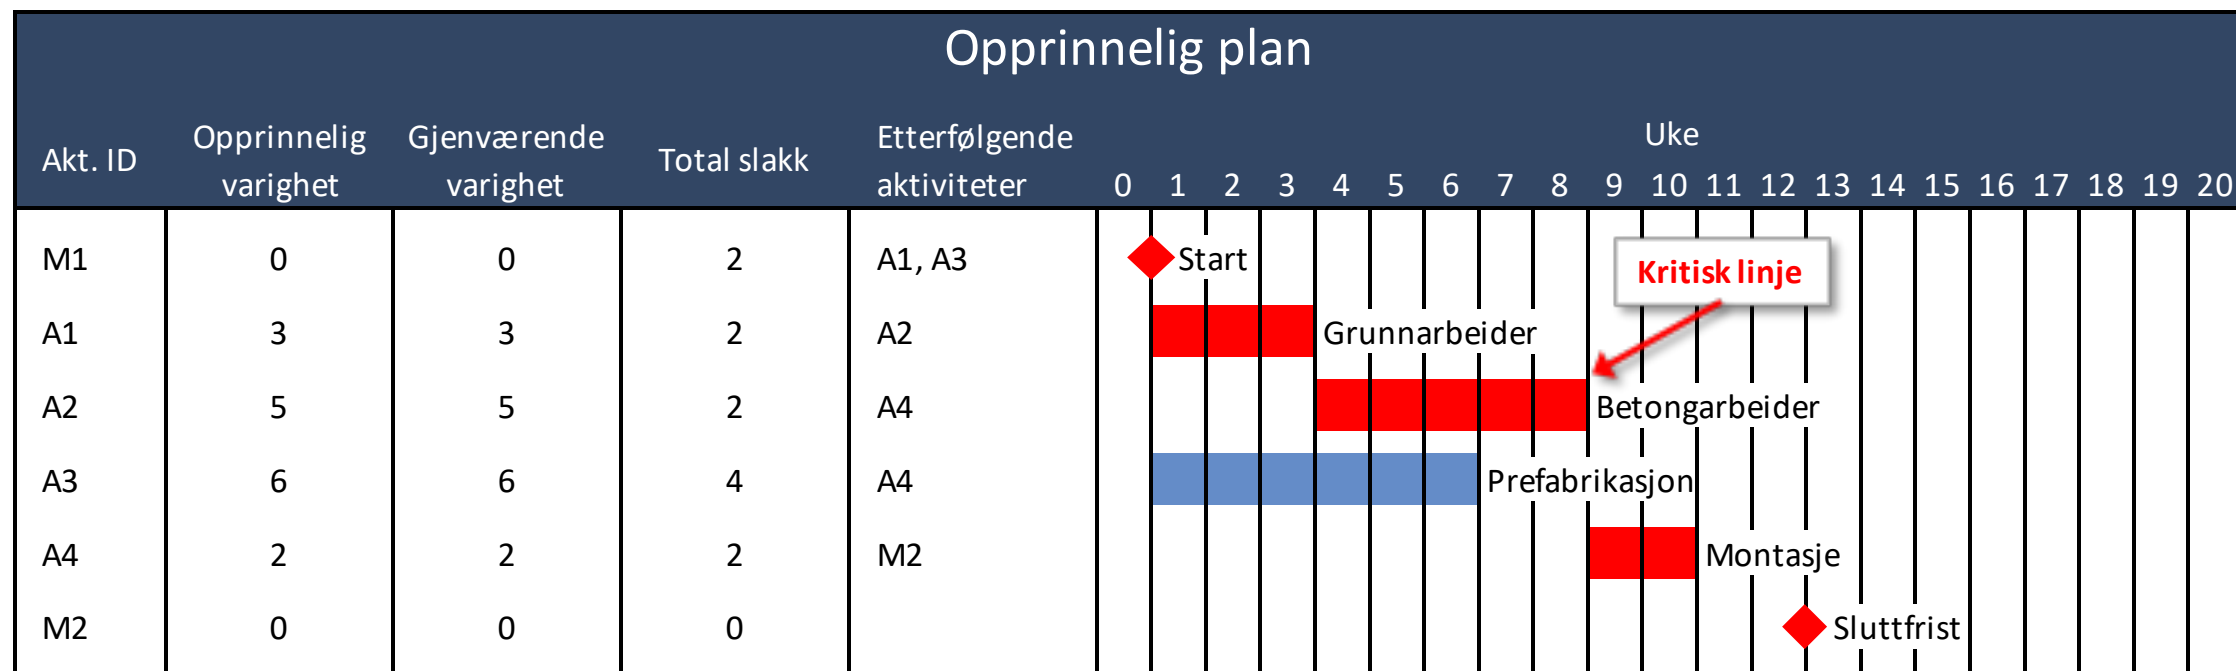 Opprinnelig plan
Akt. ID Opprinnelig varighet Gjenværende varighet Total slakk Etterfølgende aktiviteter Uke
0 1 2 3 4 5 6 7 8 9 10 11 12 13 14 15 16 17 18 19 20
M1 0 0 2 A1, A3 Start
Kritisk linje
A1 3 3 2 A2 Grunnarbeider
A2 5 5 2 A4 Betongarbeider
A3 6 6 4 A4 Prefabrikasjon
A4 2 2 2 M2 Montasje
M2 0 0 0 Sluttfrist